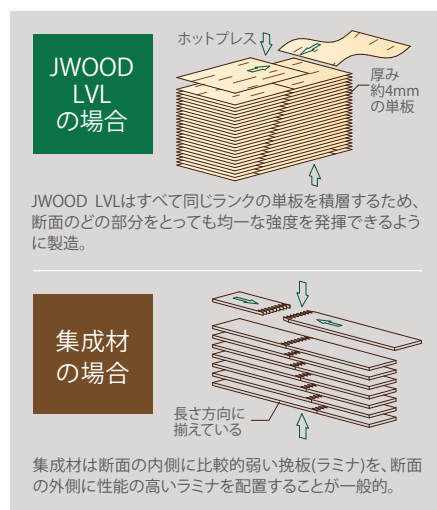 JWOOD
LVL
の場合
ホットプレス
厚み
約4mm
の単板
JWOOD LVLはすべて同じランクの単板を積層するため、
断面のどの部分をとっても均一な強度を発揮できるよう
に製造。
集成材
の場合
長さ方向に
揃えている
集成材は断面の内側に比較的弱い挽板(ラミナ)を、断面
の外側に性能の高いラミナを配置することが一般的。